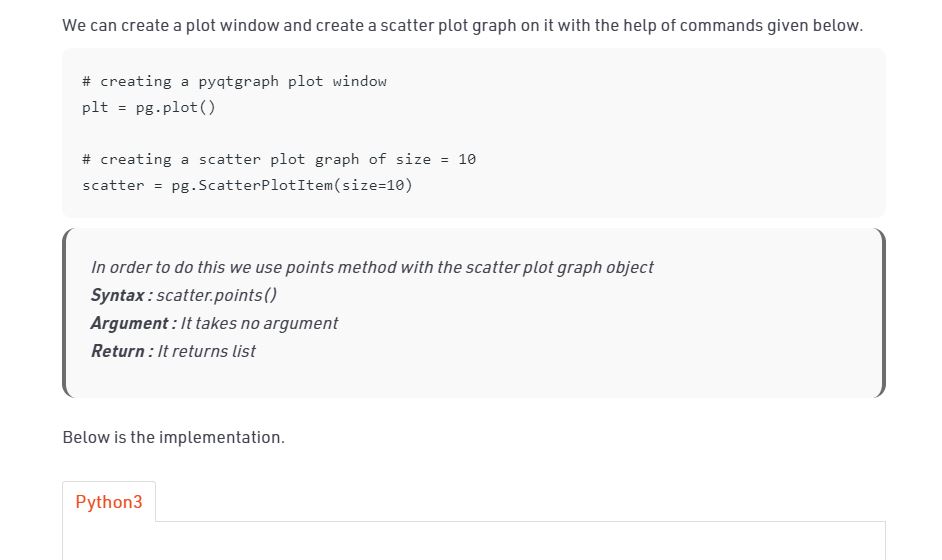 We can create a plot window and create a scatter plot graph on it with the help of commands given below.
# creating a pyqtgraph plot window
plt = pg.plot()
# creating a scatter plot graph of size = 10
scatter = pg.ScatterPlotItem(size=10)
In order to do this we use points method with the scatter plot graph object
Syntax : scatter.points()
Argument : It takes no argument
Return : It returns list
Below is the implementation.
Python3